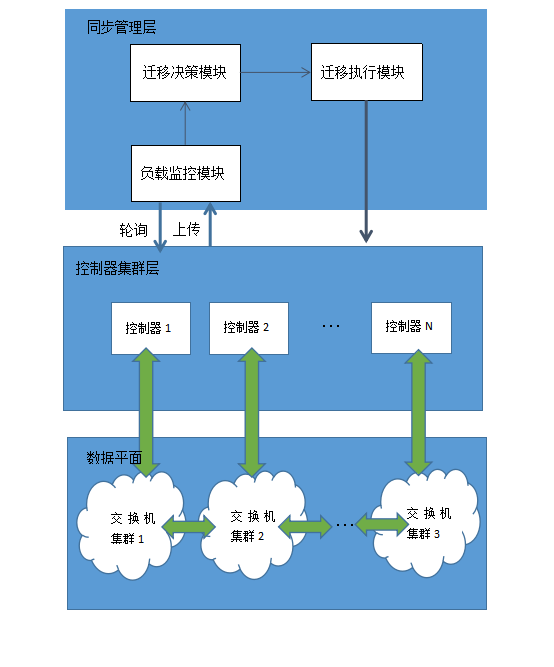 同步管理层
迁移决策模块
迁移执行模块
负载监控模块
轮询
上传
控制器集群层
控制器 1
控制器 2
···
控制器 N
数据平面
交 换 机
集群 1
交 换 机
集群 2
···
交 换 机
集群 3